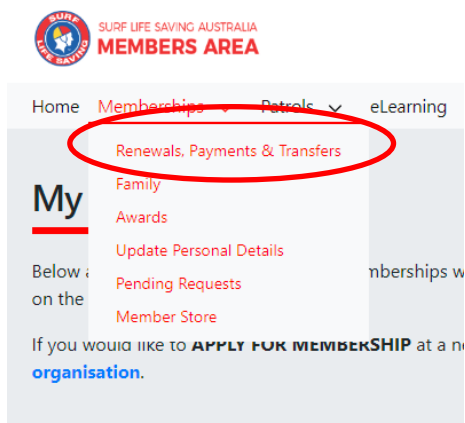 SURF
LIFE SAVING
SURF LIFE SAVING AUSTRALIA
MEMBERS AREA
Home Memberships Patrols eLearning
Renewals, Payments & Transfers
Family
Awards
Update Personal Details
Pending Requests
Member Store
My
Below
mberships w
on the
If you would like to APPLY FOR MEMBERSHIP at a ne
organisation.